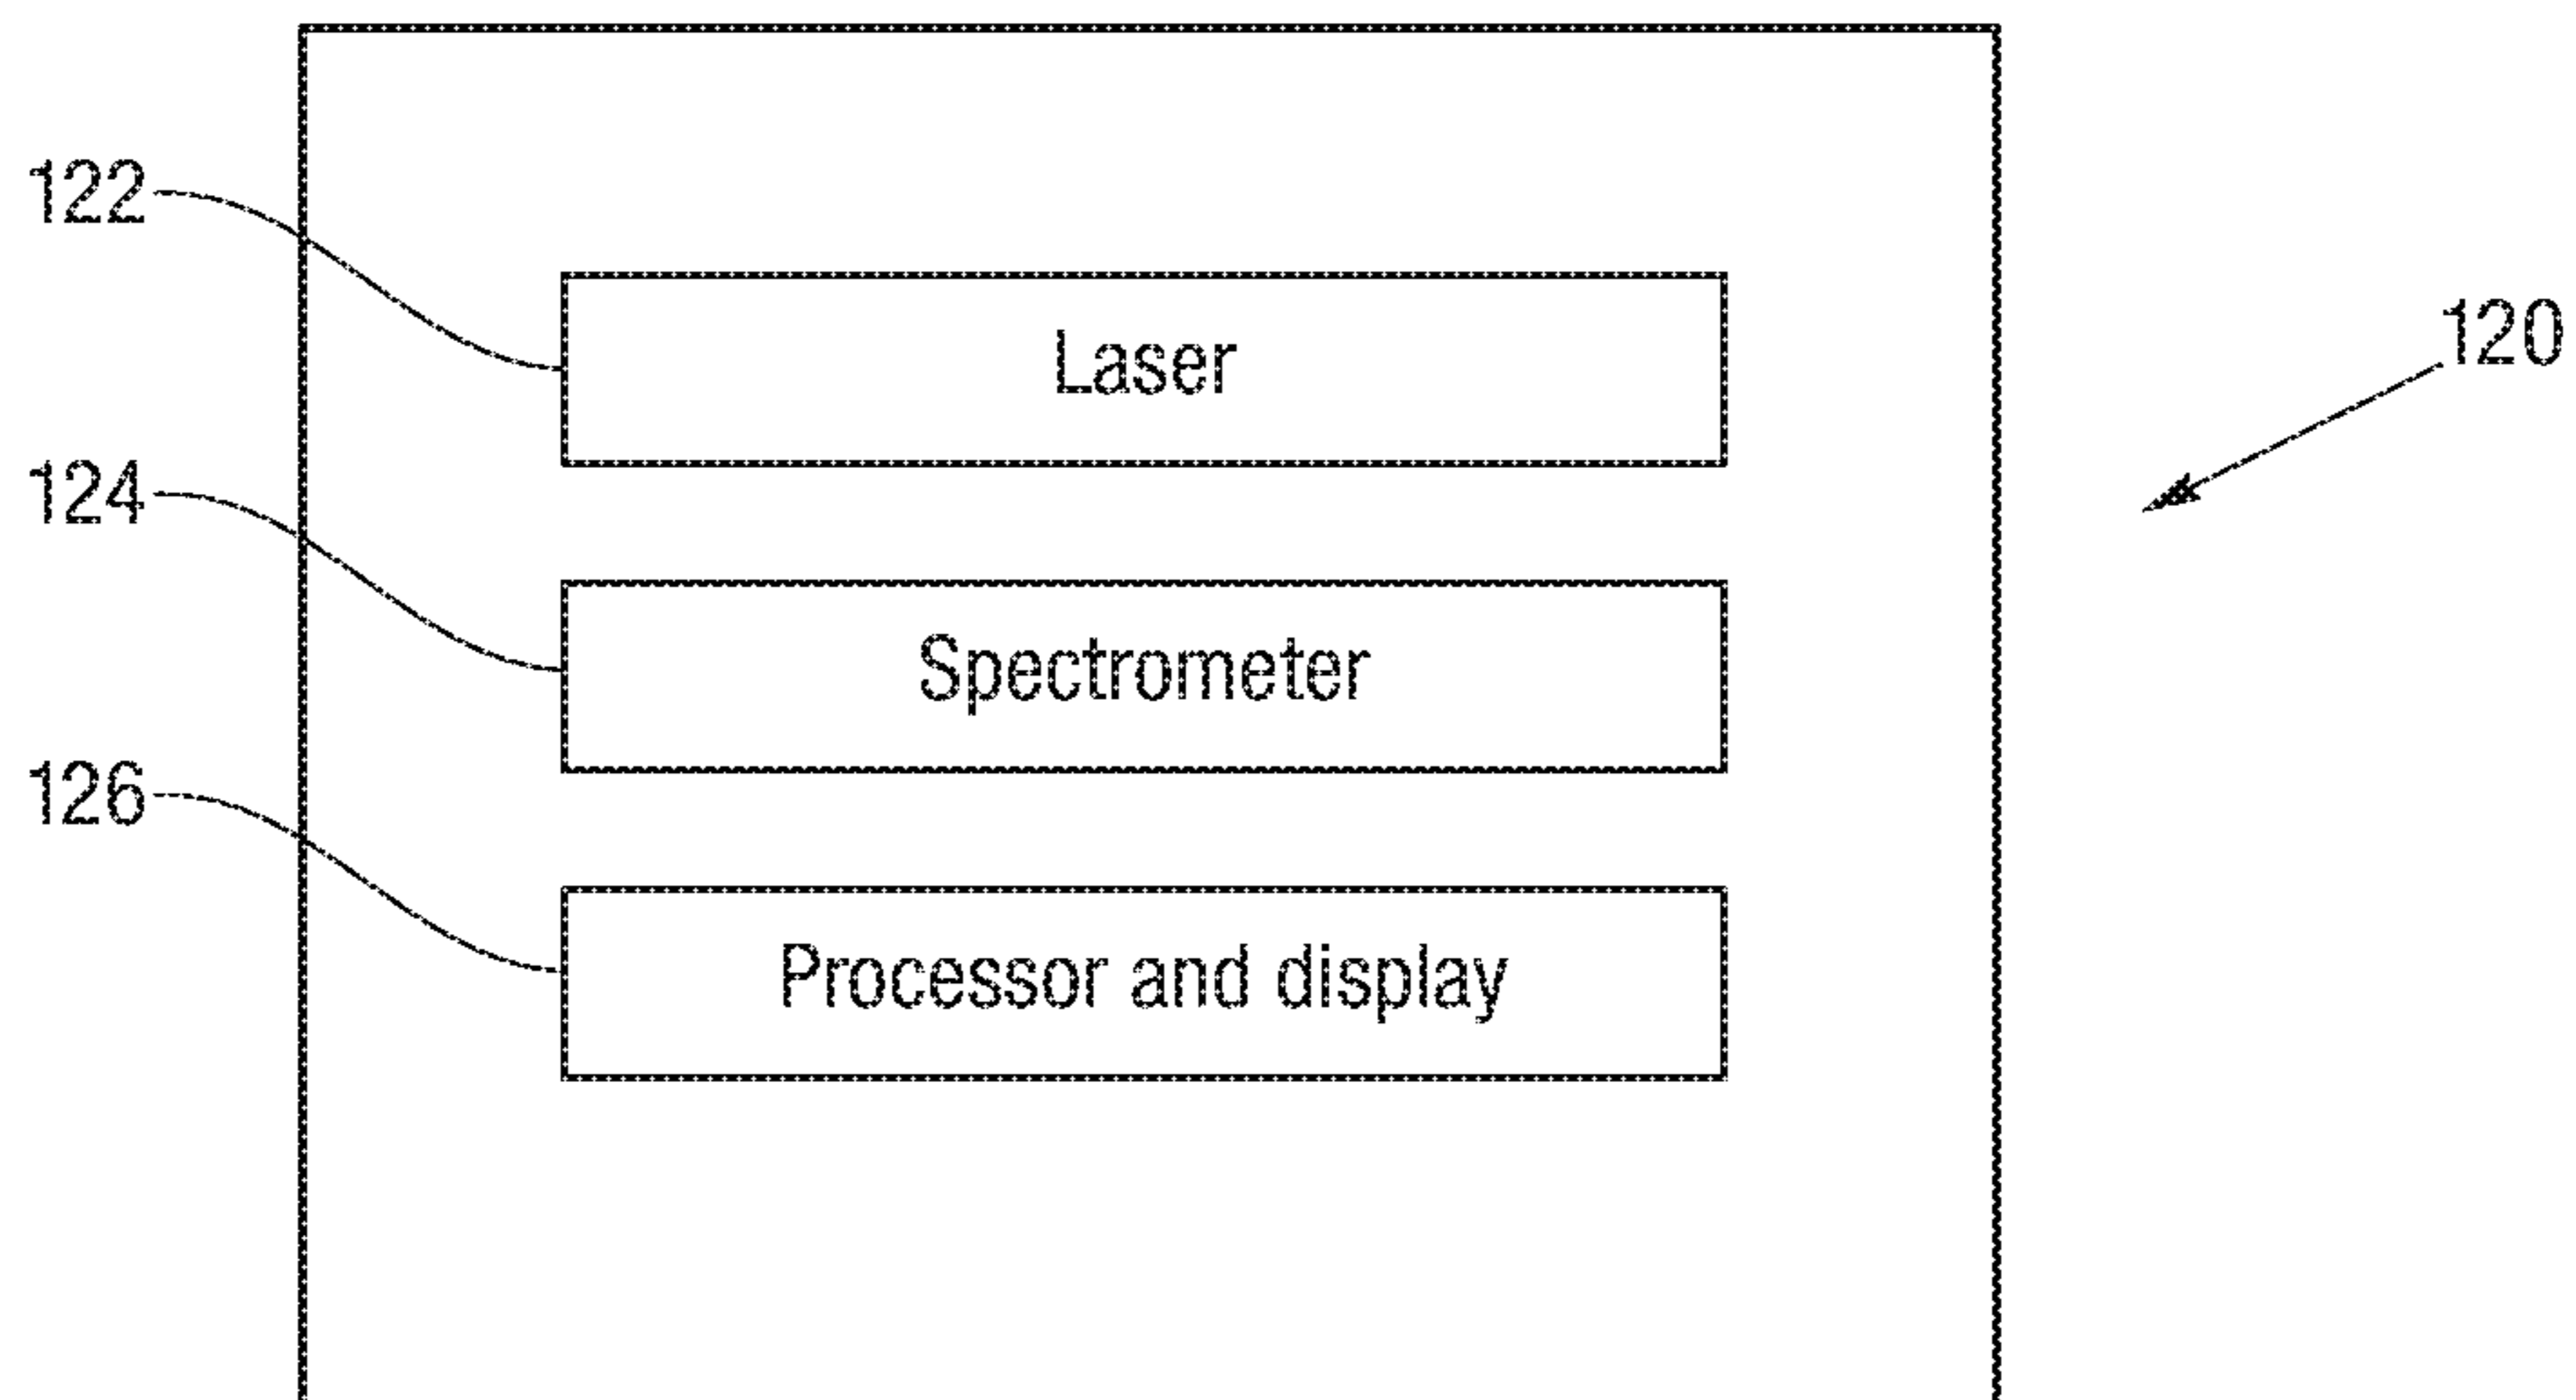 122
Laser
120
124
Spectrometer
126
Processor and display